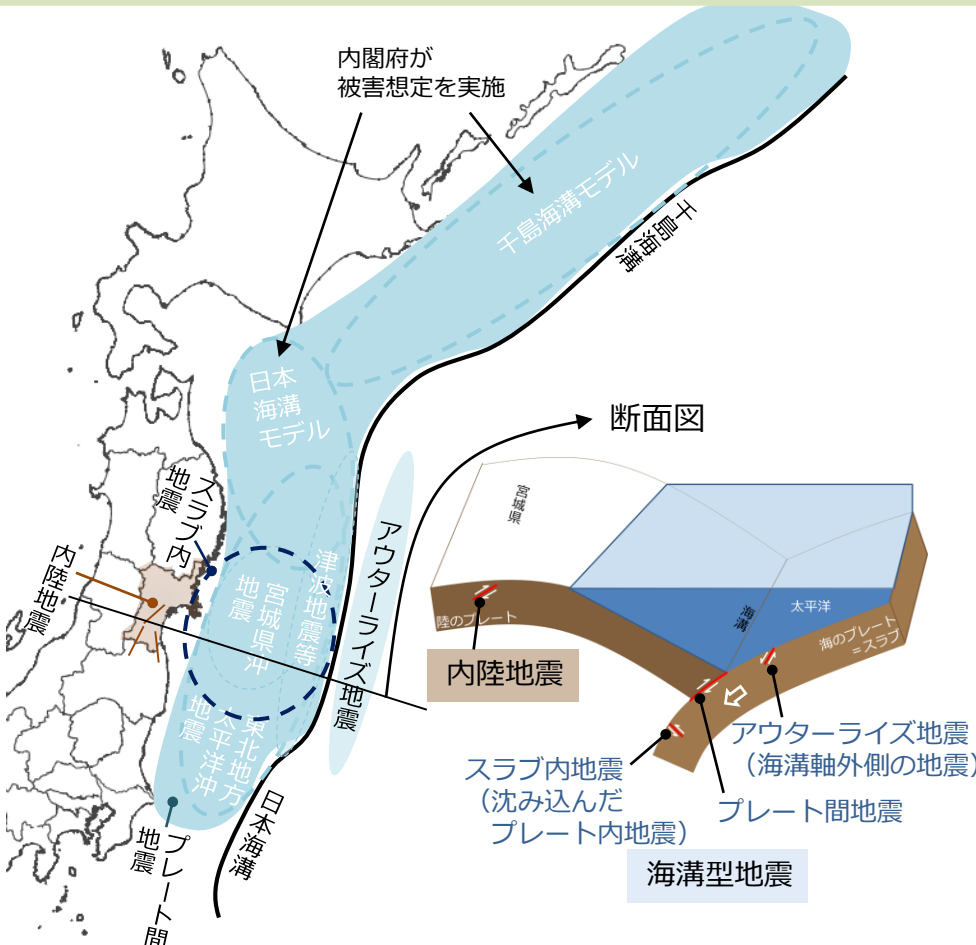 内閣府が
被害想定を実施
千島海溝モデル
千島海溝
日本
海溝
モデル
断面図
スラブ内
地震
内陸地震
津波地震等
宮城県沖
地震
アウターライズ地震
東北地方
太平洋沖
地震
日本海溝
プレート間
地震
宮城県
海溝
太平洋
陸のプレート
海のプレート
=スラブ
内陸地震
アウターライズ地震
（海溝軸外側の地震）
スラブ内地震
（沈み込んだ
プレート内地震）
プレート間地震
海溝型地震